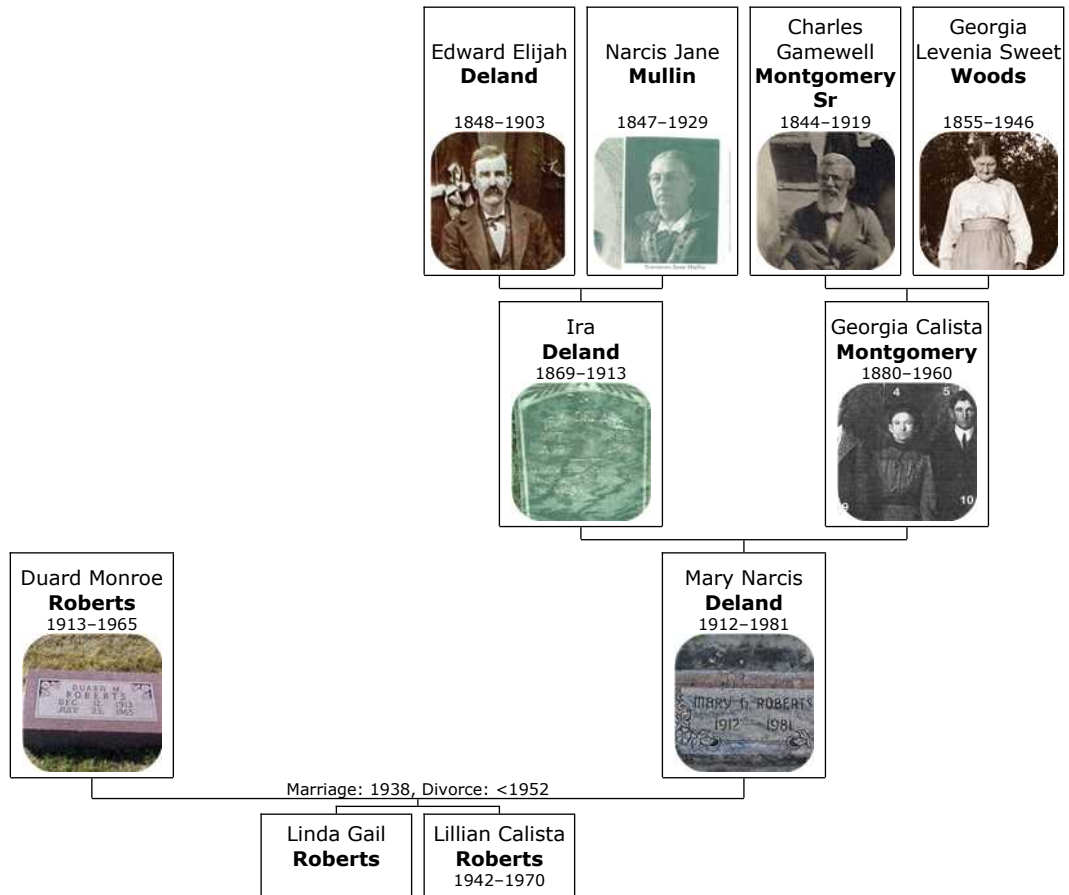 Edward Elijah
Deland
1848–1903
Narcis Jane
Mullin
1847–1929
Charles
Gamewell
Montgomery
Sr
1844–1919
Georgia
Levenia Sweet
Woods
1855–1946
Ira
Deland
1869–1913
Georgia Calista
Montgomery
1880–1960
4
5
9
10
Duard Monroe
Roberts
1913–1965
DUARD M.
ROBERTS
DEC. 12, 1913
JULY 1965
Mary Narcis
Deland
1912–1981
MARY ROBERTS
1912 1981
Marriage: 1938, Divorce: <1952
Linda Gail
Roberts
Lillian Calista
Roberts
1942–1970